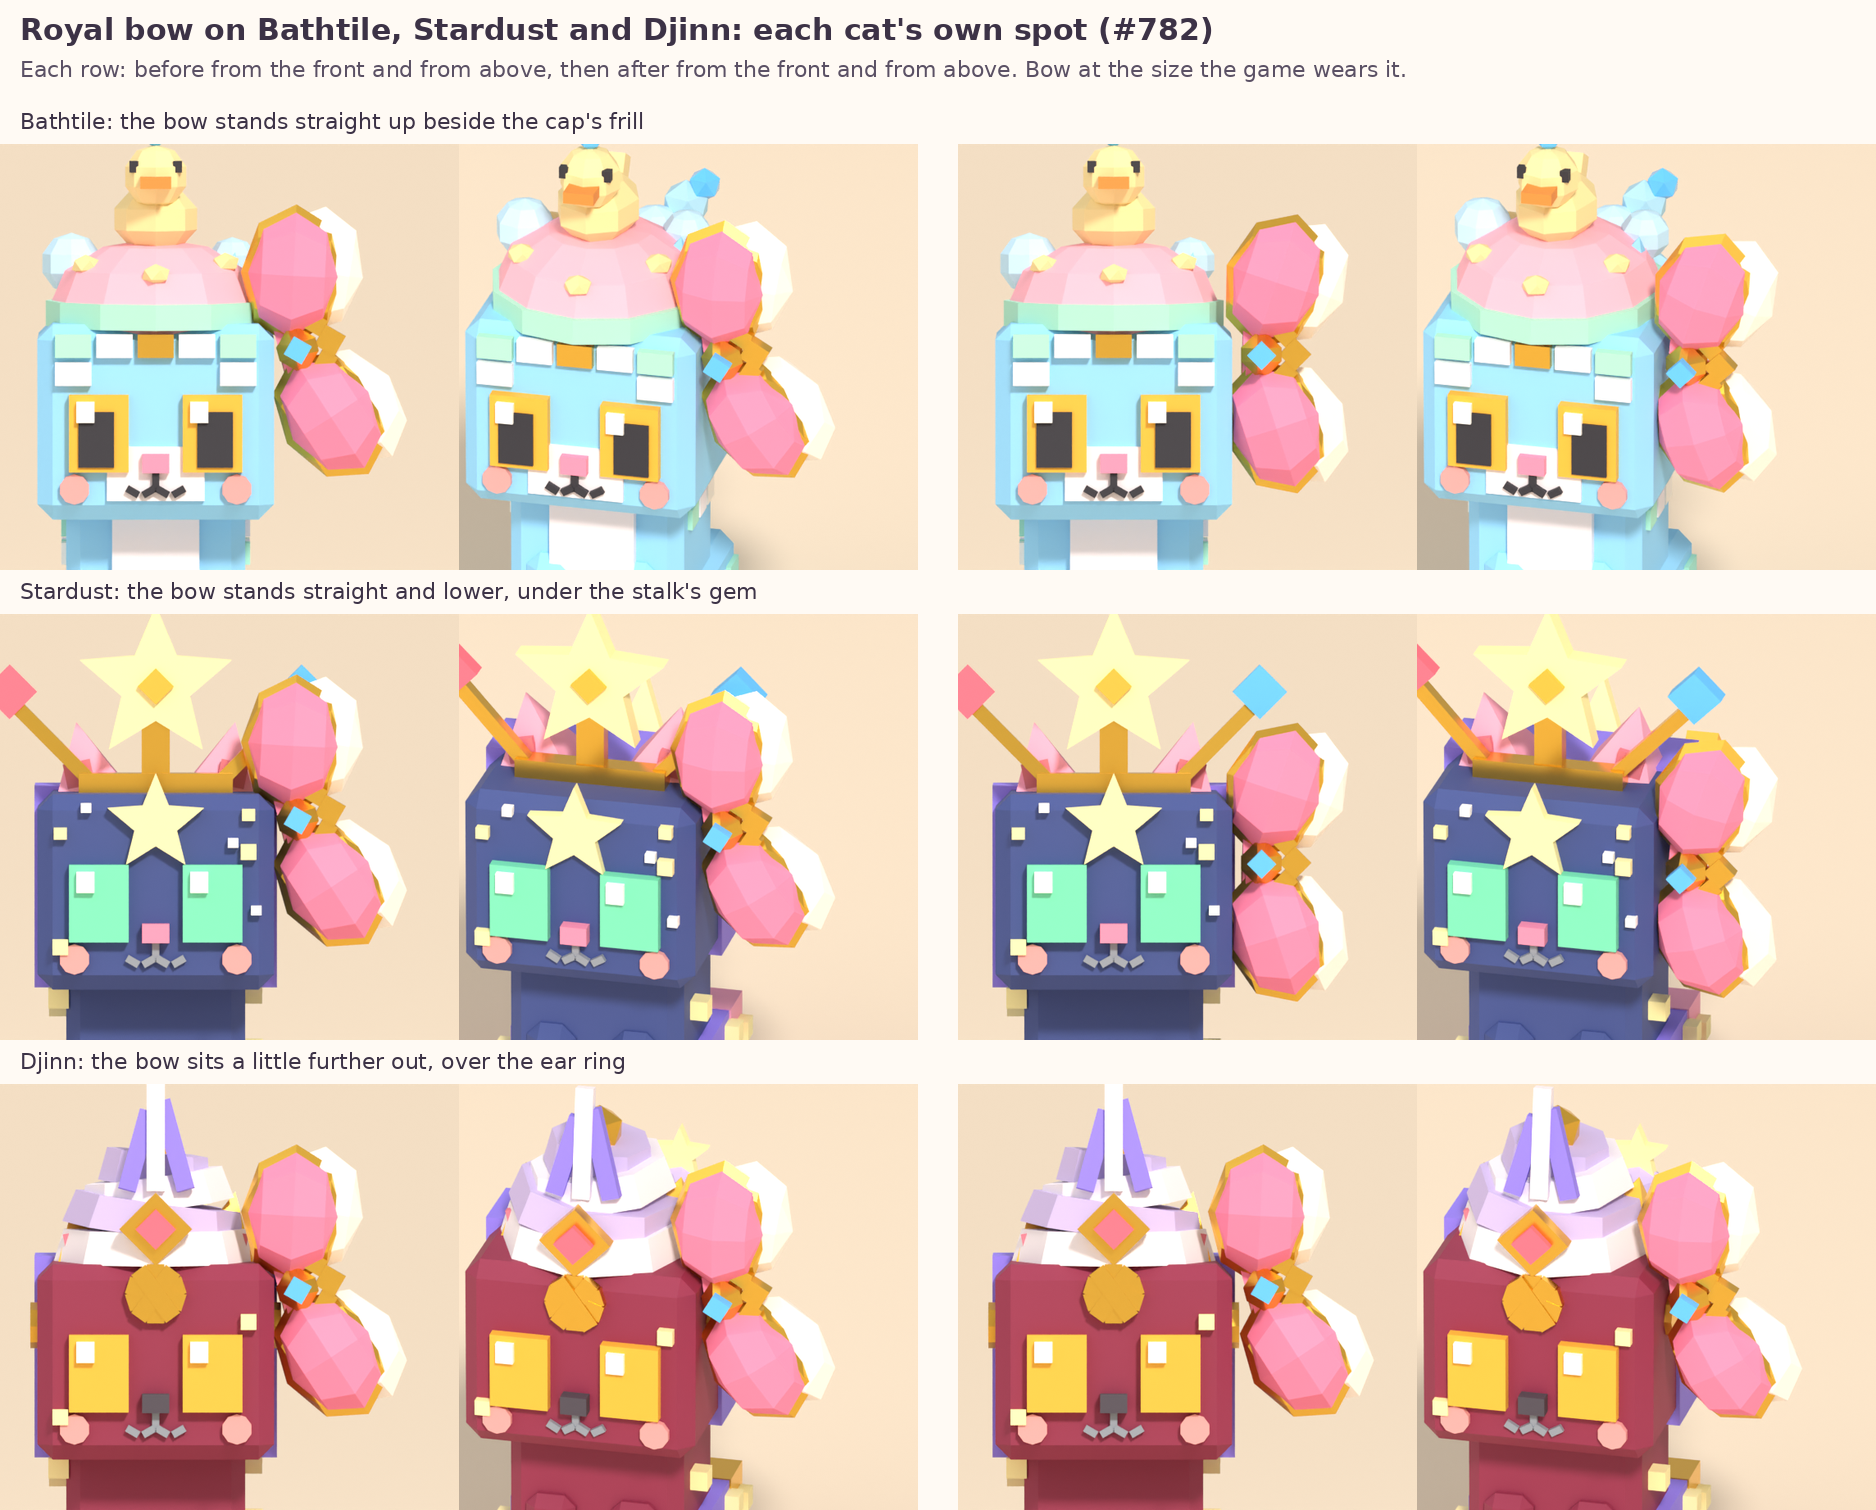 Royal bow on Bathtile, Stardust and Djinn: each cat's own spot (#782)
Each row: before from the front and from above, then after from the front and from above. Bow at the size the game wears it.
Bathtile: the bow stands straight up beside the cap's frill
Stardust: the bow stands straight and lower, under the stalk's gem
Djinn: the bow sits a little further out, over the ear ring